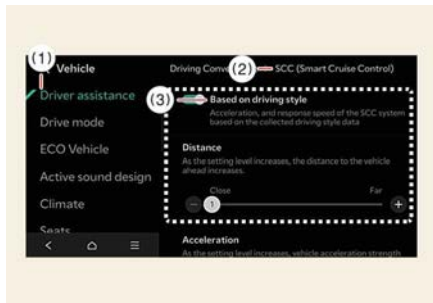 (1)
Vehicle
Driving Conv (2) SCC (Smart Cruise Control)
Driver assistance
(3) Based on driving style
Acceleration, and response speed of the SCC system
based on the collected driving style data
Drive mode
ECO Vehicle
Distance
As the setting level increases, the distance to the vehicle
ahead increases.
Active sound design
Close Far
Climate
1
Seats
Acceleration
As the setting level increases, vehicle acceleration strength